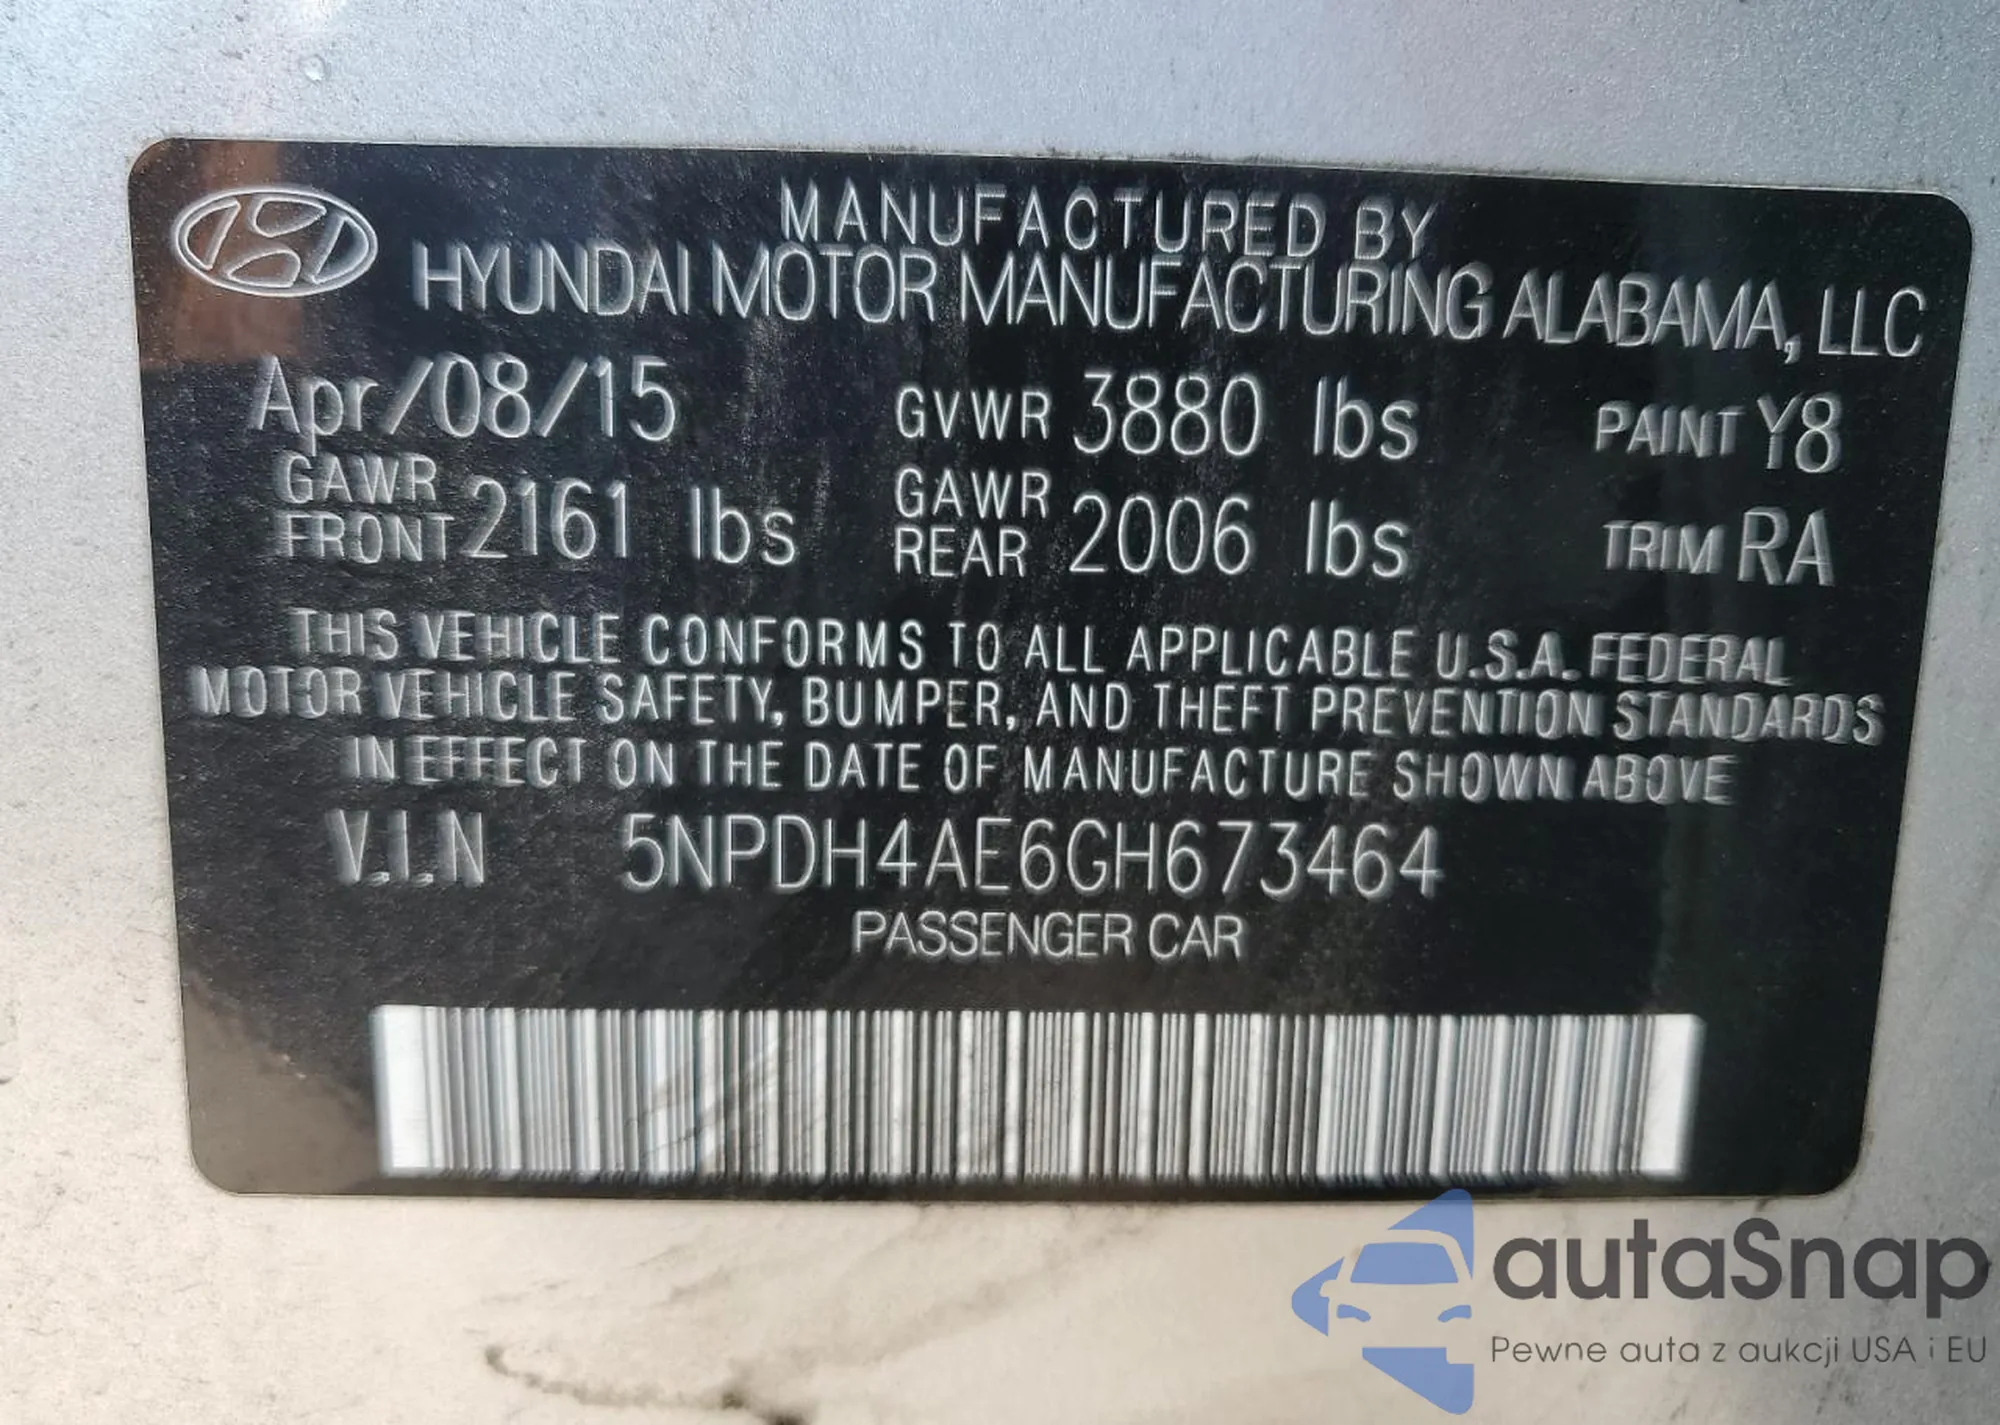 MANUFACTURED BY
HYUNDAI MOTOR MANUFACTURING ALABAMA, LLC
Apr/08/15 GVWR 3880 lbs PAINT Y8
GAWR FRONT 2161 lbs GAWR REAR 2006 lbs TRIM RA
THIS VEHICLE CONFORMS TO ALL APPLICABLE U.S.A. FEDERAL
MOTOR VEHICLE SAFETY, BUMPER, AND THEFT PREVENTION STANDARDS
IN EFFECT ON THE DATE OF MANUFACTURE SHOWN ABOVE
V.I.N 5NPDH4AE6GH673464
PASSENGER CAR
autaSnap
Pewne auta z aukcji USA i EU